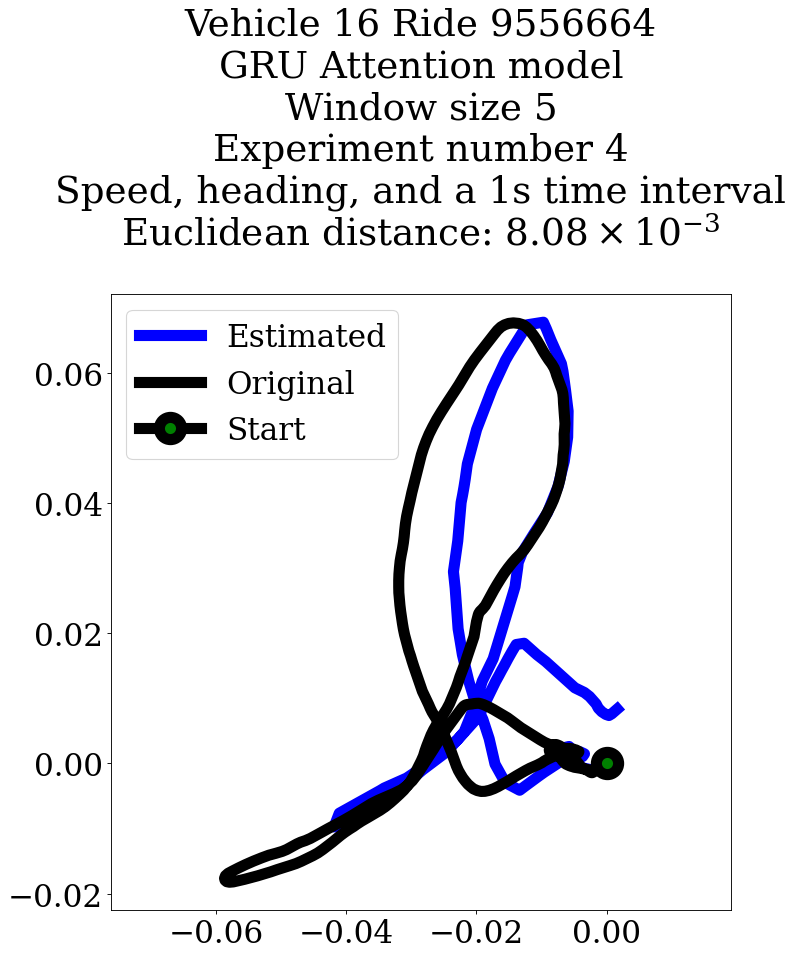 Vehicle 16 Ride 9556664
GRU Attention model
Window size 5
Experiment number 4
Speed, heading, and a 1s time interval
Euclidean distance: 8.08 × 10⁻³
Estimated
Original
Start
0.06
0.04
0.02
0.00
−0.02
−0.06
−0.04
−0.02
0.00